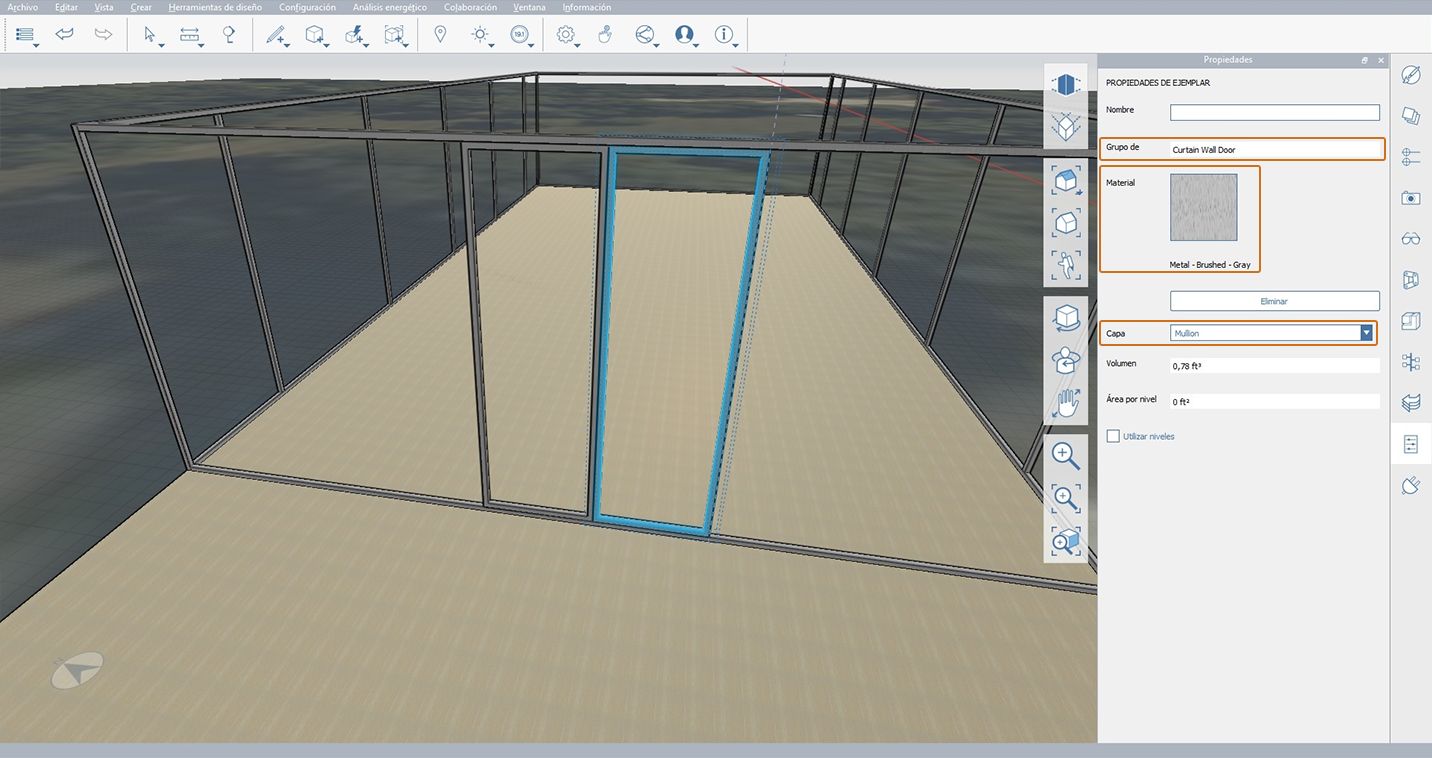 Archivo Editar Vista Crear Herramientas de diseño Configuración Análisis energético Colaboración Ventana Información
19.1
Propiedades
PROPIEDADES DE EJEMPLAR
Nombre
Grupo de Curtain Wall Door
Material
Metal - Brushed - Gray
Eliminar
Capa Mullion
Volumen 0,78 ft³
Área por nivel 0 ft²
Utilizar niveles